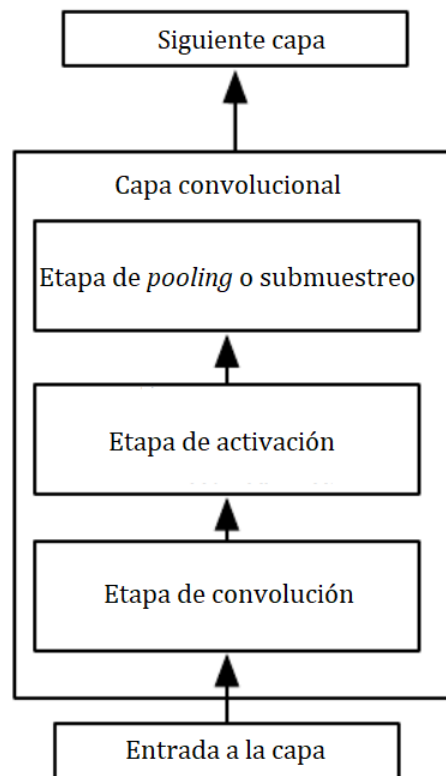 Siguiente capa
Capa convolucional
Etapa de pooling o submuestreo
Etapa de activación
Etapa de convolución
Entrada a la capa